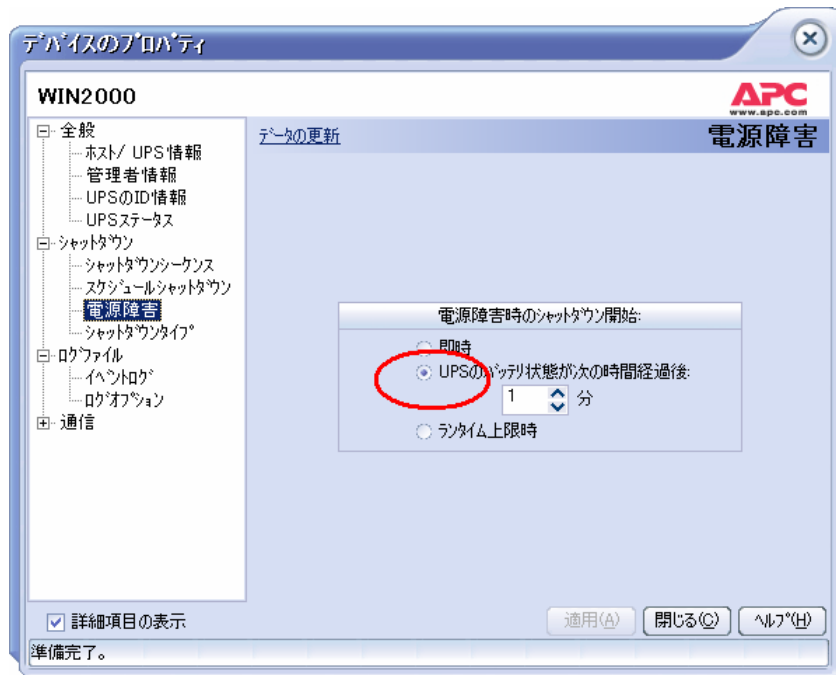 ﾃﾞﾊﾞｲｽのﾌﾟﾛﾊﾟﾃｨ
WIN2000
APC
www.apc.com
全般
ﾎｽﾄ/ UPS情報
管理者情報
UPSのID情報
UPSｽﾃｰﾀｽ
ｼｬｯﾄﾀﾞｳﾝ
ｼｬｯﾄﾀﾞｳﾝｼｰｹﾝｽ
ｽｹｼﾞｭｰﾙｼｬｯﾄﾀﾞｳﾝ
電源障害
ｼｬｯﾄﾀﾞｳﾝﾀｲﾌﾟ
ﾛｸﾞﾌｧｲﾙ
ｲﾍﾞﾝﾄﾛｸﾞ
ﾛｸﾞｵﾌﾟｼｮﾝ
通信
ﾃﾞｰﾀの更新
電源障害
電源障害時のｼｬｯﾄﾀﾞｳﾝ開始:
即時
UPSのﾊﾞｯﾃﾘ状態が次の時間経過後:
1 分
ﾗﾝﾀｲﾑ上限時
詳細項目の表示
適用(A) 閉じる(C) ﾍﾙﾌﾟ(H)
準備完了。